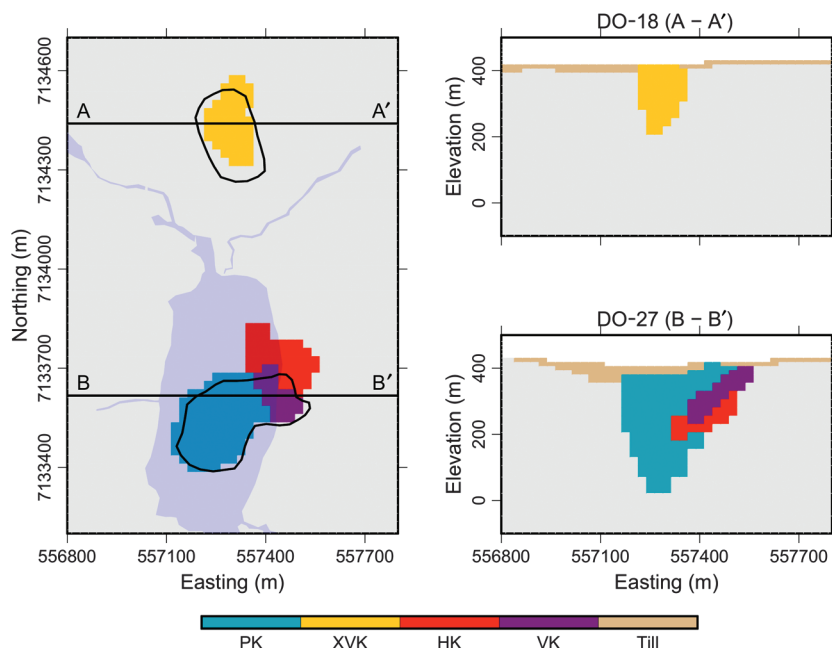 DO-18 (A – A′)
7134600
7134300
7134000
7133700
7133400
Northing (m)
A
A′
B
B′
556800
557100
557400
557700
Easting (m)
400
200
0
Elevation (m)
DO-27 (B – B′)
400
200
0
Elevation (m)
556800
557100
557400
557800
Easting (m)
PK
XVK
HK
VK
Till